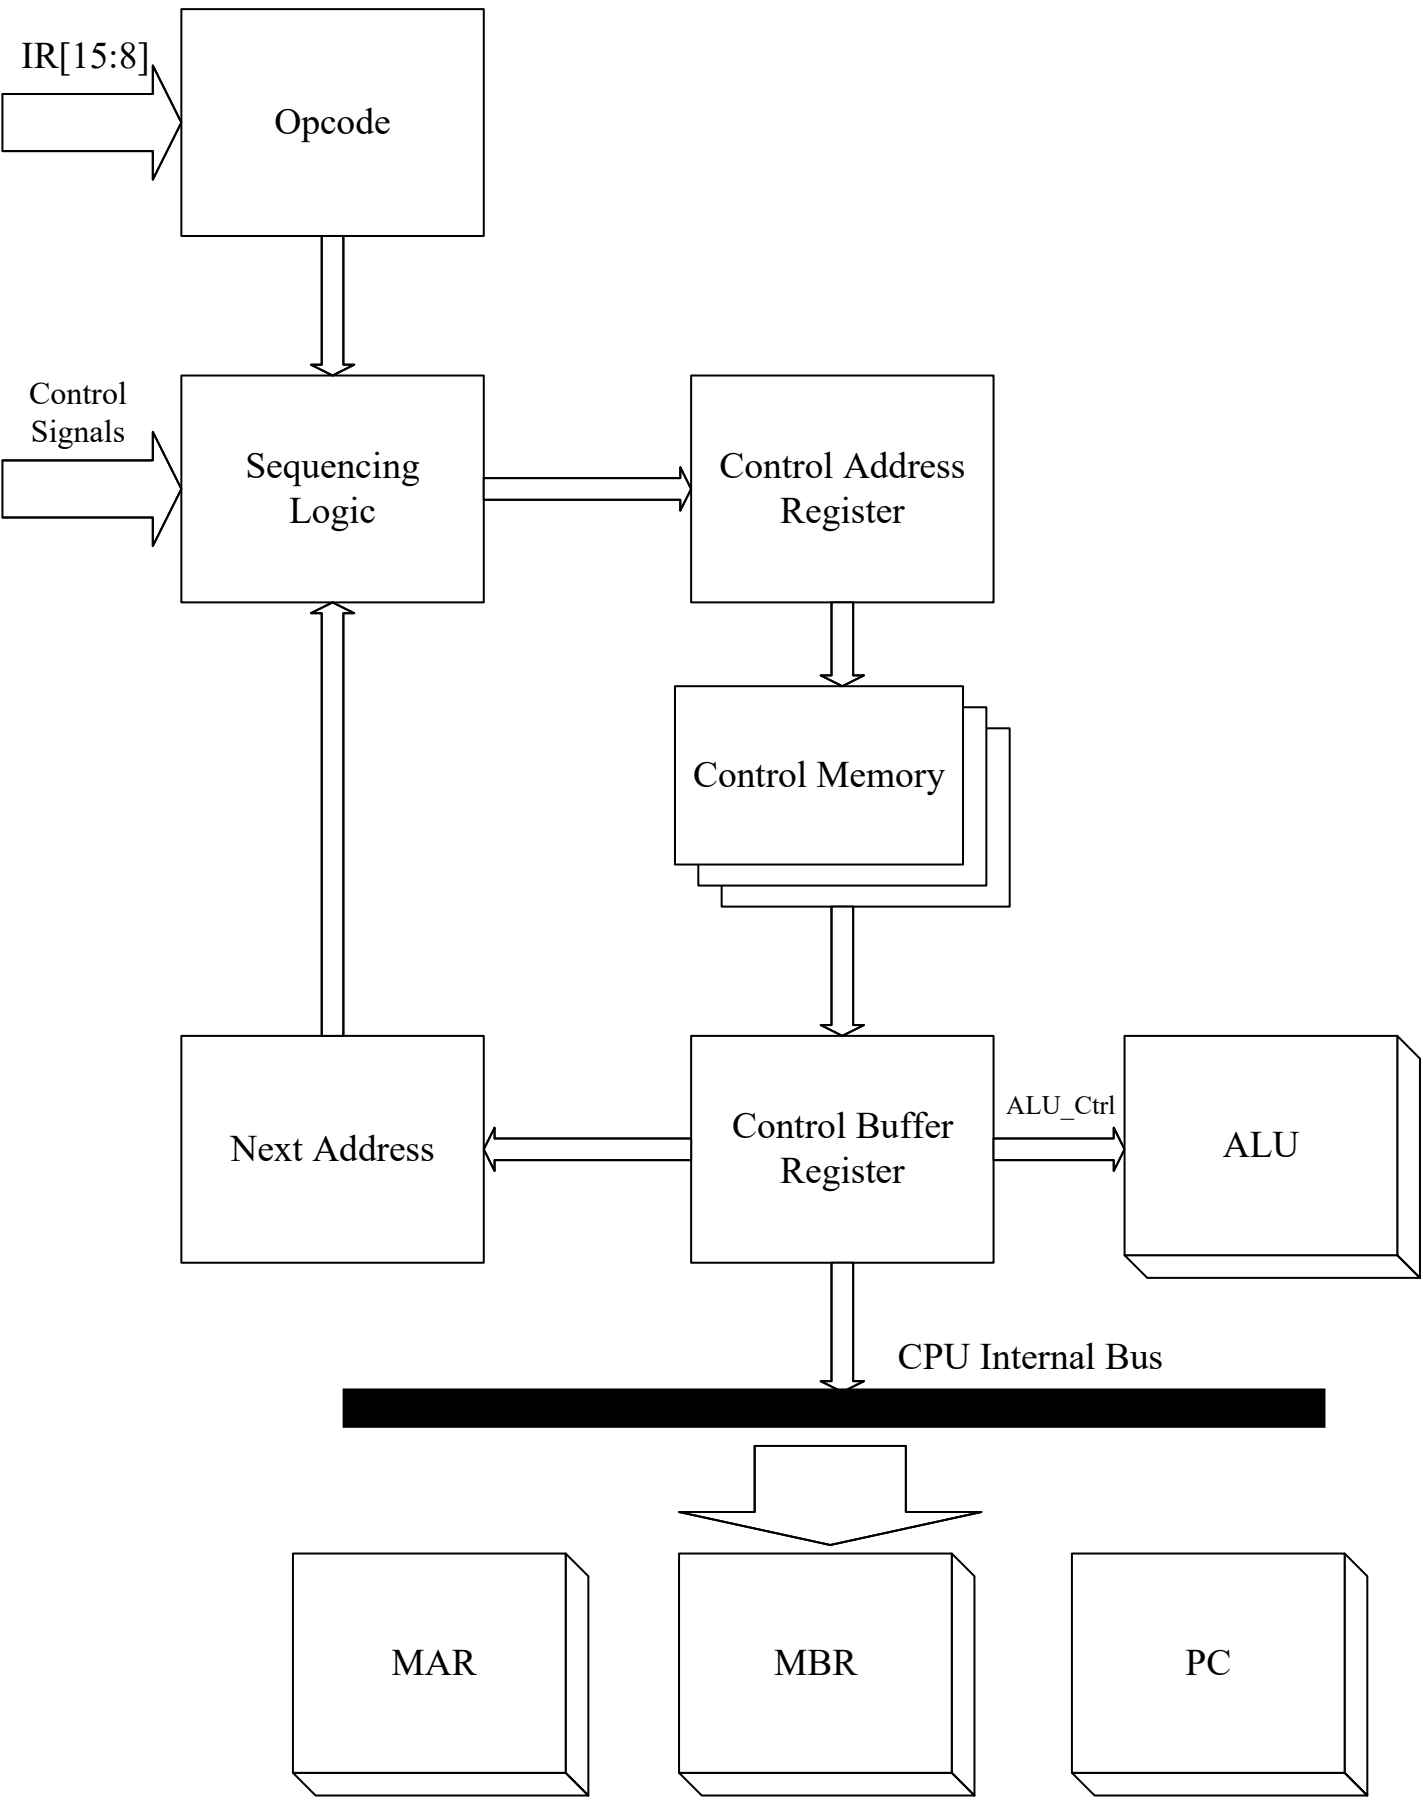 IR[15:8]
Opcode
Control
Signals
Sequencing
Logic
Control Address
Register
Control Memory
Next Address
Control Buffer
Register
ALU_Ctrl
ALU
CPU Internal Bus
MAR
MBR
PC